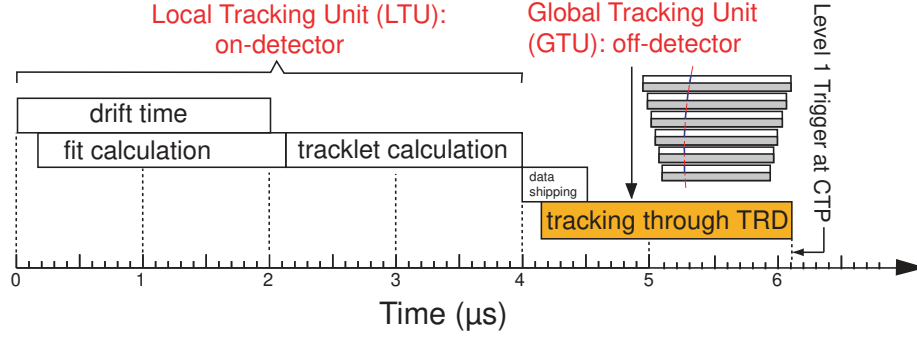 Local Tracking Unit (LTU):
on-detector
Global Tracking Unit
(GTU): off-detector
Level 1 Trigger at CTP
drift time
fit calculation
tracklet calculation
data
shipping
tracking through TRD
0 1 2 3 4 5 6
Time (µs)